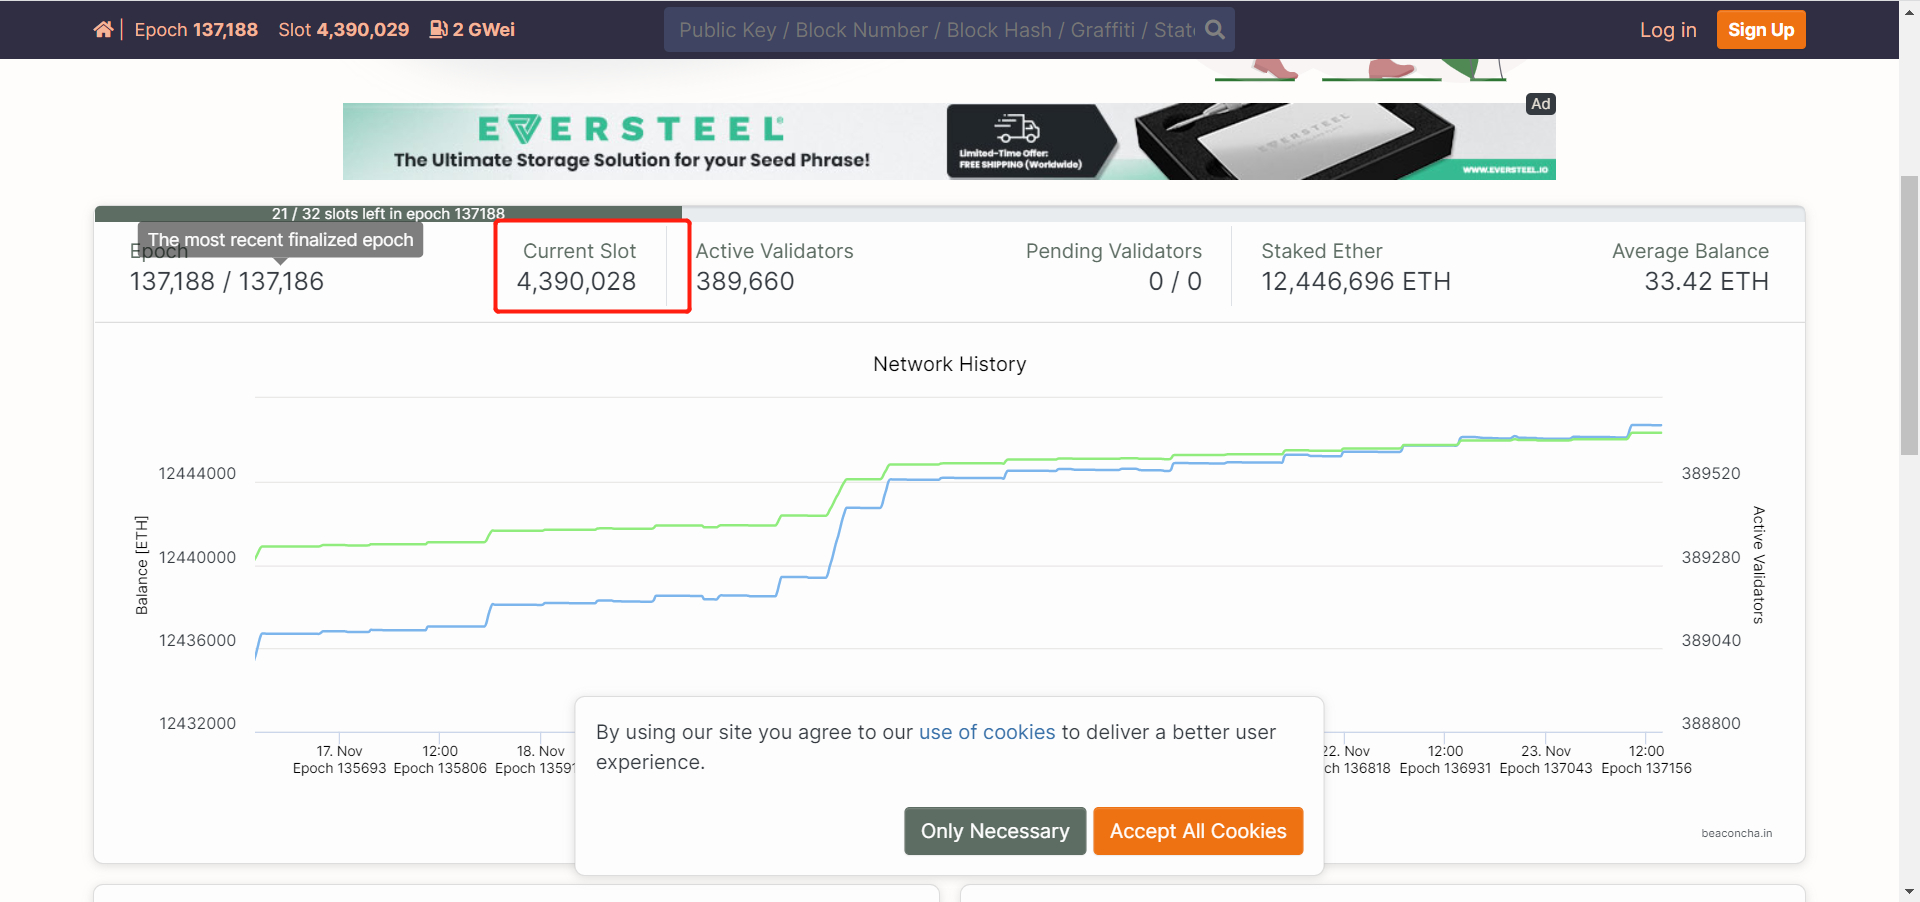 Epoch 137,188 Slot 4,390,029 2 GWei Public Key / Block Number / Block Hash / Graffiti / State Log in Sign Up
Ad
EVERSTEEL®
The Ultimate Storage Solution for your Seed Phrase!
Limited-Time Offer:
FREE SHIPPING (Worldwide)
EVERSTEEL
WWW.EVERSTEEL.IO
21 / 32 slots left in epoch 137188
The most recent finalized epoch
Epoch
137,188 / 137,186
Current Slot
4,390,028
Active Validators
389,660
Pending Validators
0 / 0
Staked Ether
12,446,696 ETH
Average Balance
33.42 ETH
Network History
Balance [ETH]
12444000
12440000
12436000
12432000
389520
389280
389040
388800
Active Validators
17. Nov 12:00 18. Nov 22. Nov 12:00 23. Nov 12:00
Epoch 135693 Epoch 135806 Epoch 1359 ch 136818 Epoch 136931 Epoch 137043 Epoch 137156
By using our site you agree to our use of cookies to deliver a better user
experience.
Only Necessary Accept All Cookies
beaconcha.in